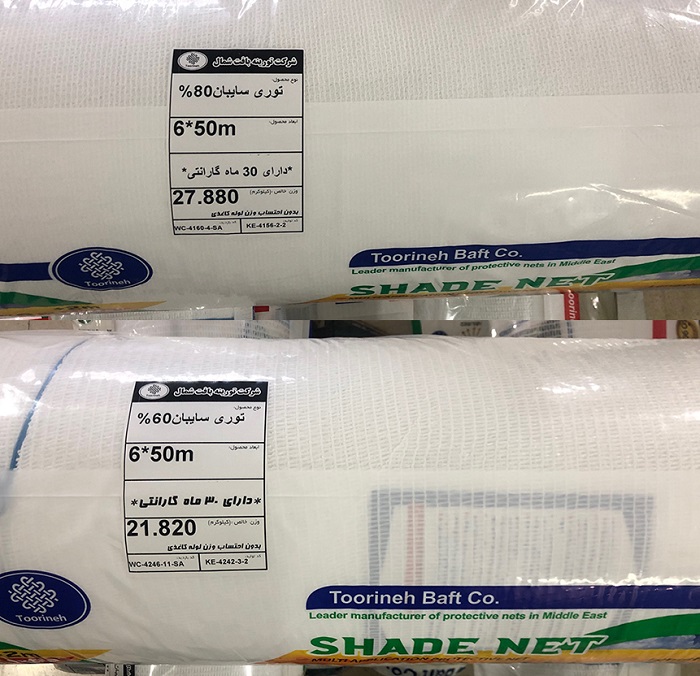 شرکت تورینه بافت شمال
Toorineh
نوع محصول:
توری سایبان80%
ابعاد محصول:
6*50m
*دارای 30 ماه گارانتی*
وزن خالص (کیلوگرم)
27.880
بدون احتساب وزن لوله کاغذی
WC-4160-4-SA
KE-4156-2-2
Toorineh
Toorineh Baft Co.
Leader manufacturer of protective nets in Middle East
SHADE NET
شرکت تورینه بافت شمال
نوع محصول:
توری سایبان60%
ابعاد محصول:
6*50m
*دارای ۳۰ ماه گارانتی*
وزن خالص (کیلوگرم)
21.820
بدون احتساب وزن لوله کاغذی
WC-4246-11-SA
KE-4242-3-2
Toorineh
Toorineh Baft Co.
Leader manufacturer of protective nets in Middle East
SHADE NET